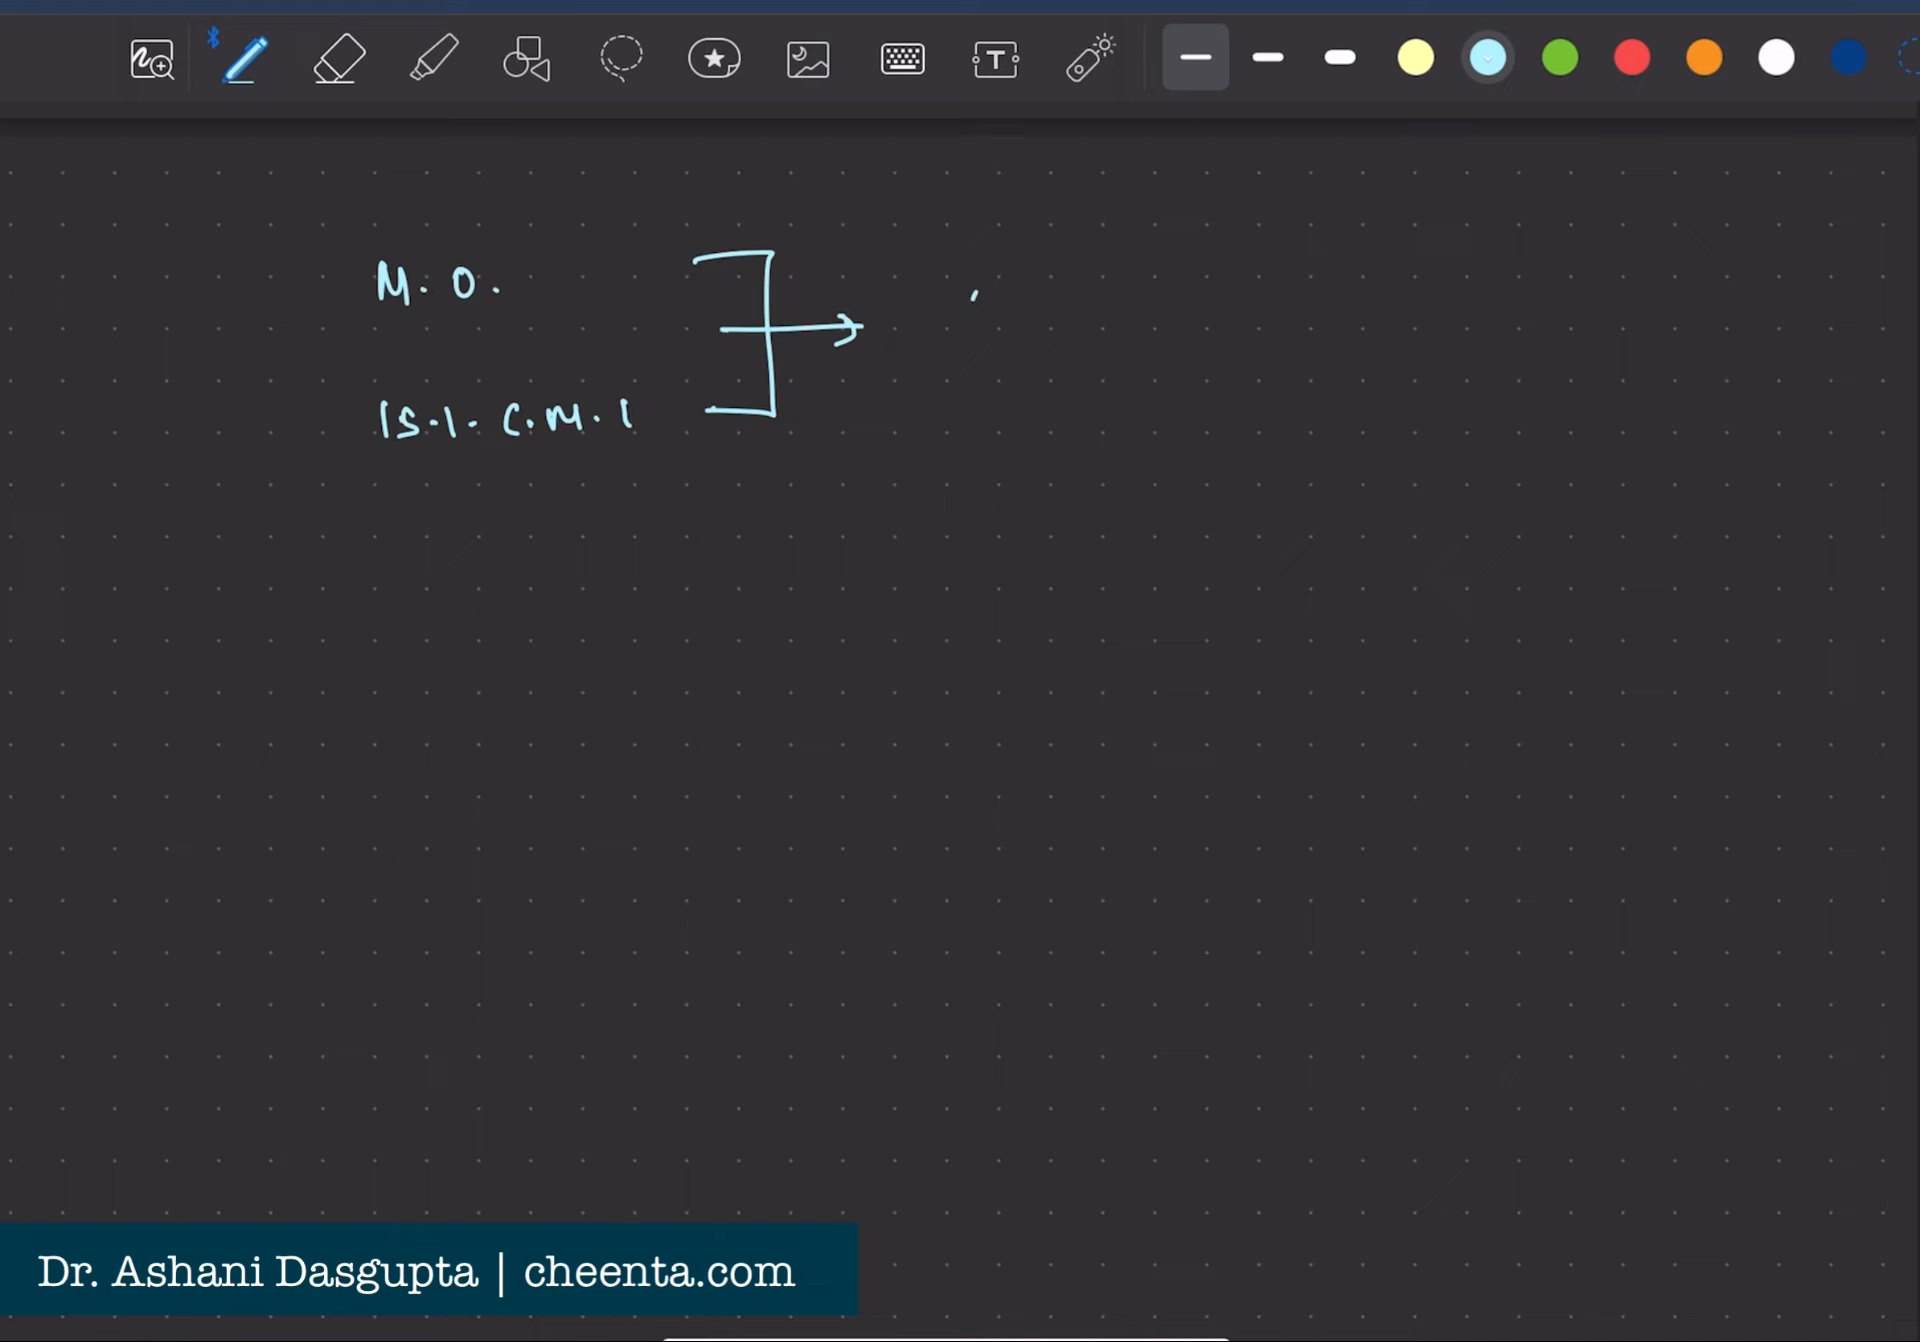 M. O.
I S. I. C. M. I
Dr. Ashani Dasgupta | cheenta.com